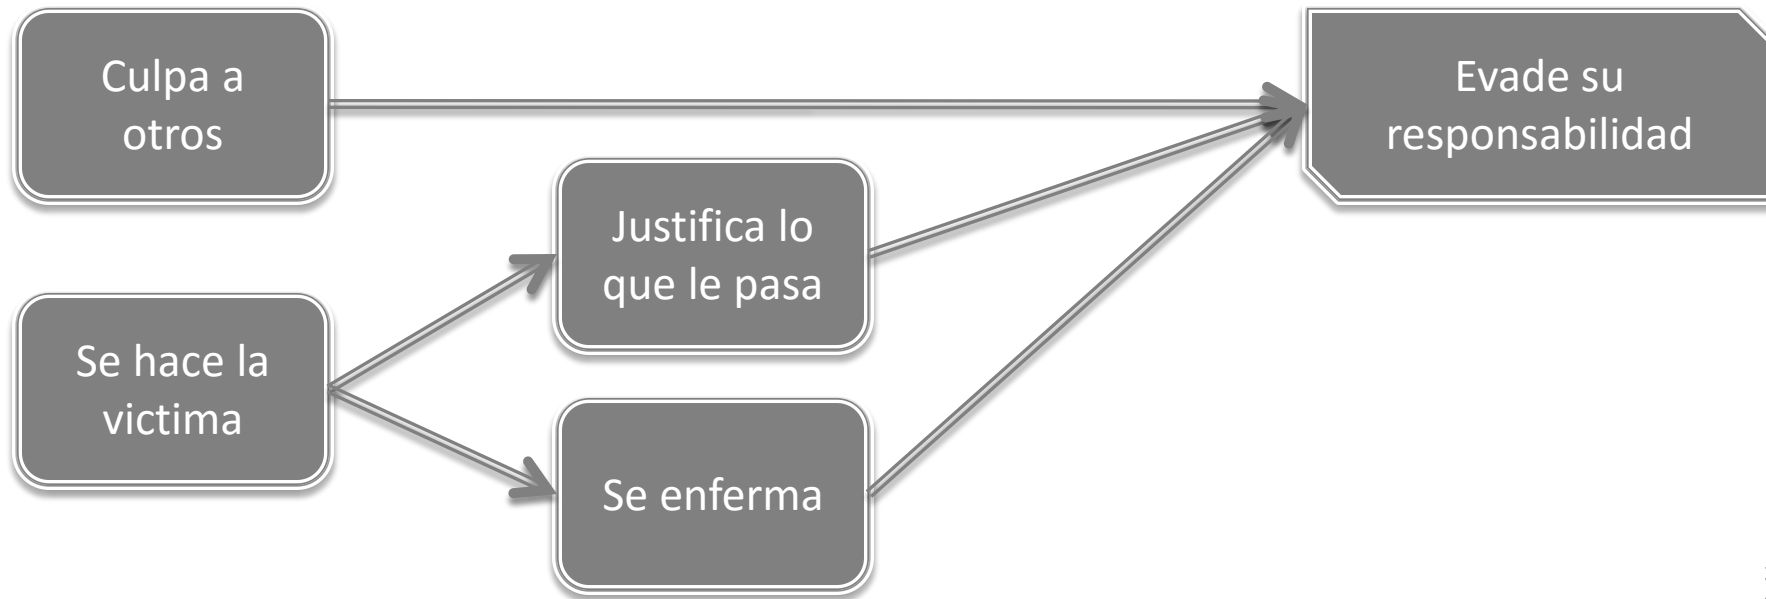 Culpa a
otros
Evade su
responsabilidad
Justifica lo
que le pasa
Se hace la
victima
Se enferma